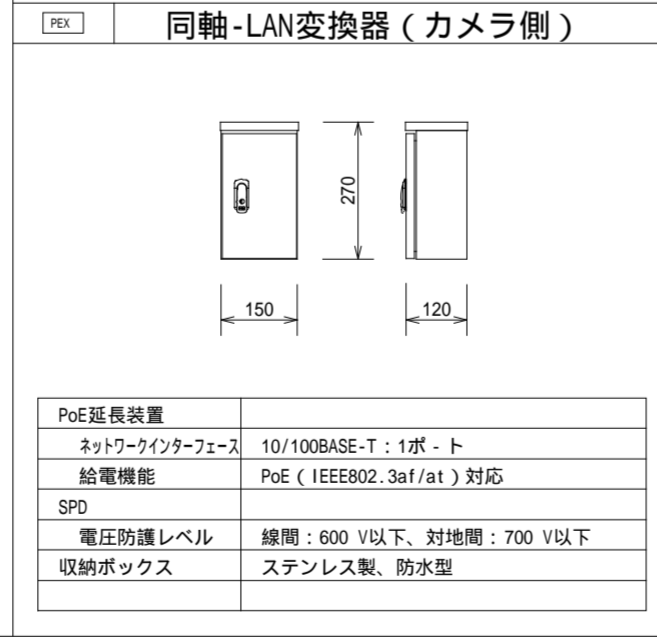 PEX 同軸-LAN変換器（カメラ側）
270
150 120
PoE延長装置
ネットワークインターフェース 10/100BASE-T：1ポ-ト
給電機能 PoE（IEEE802.3af/at）対応
SPD
電圧防護レベル 線間：600 V以下、対地間：700 V以下
収納ボックス ステンレス製、防水型